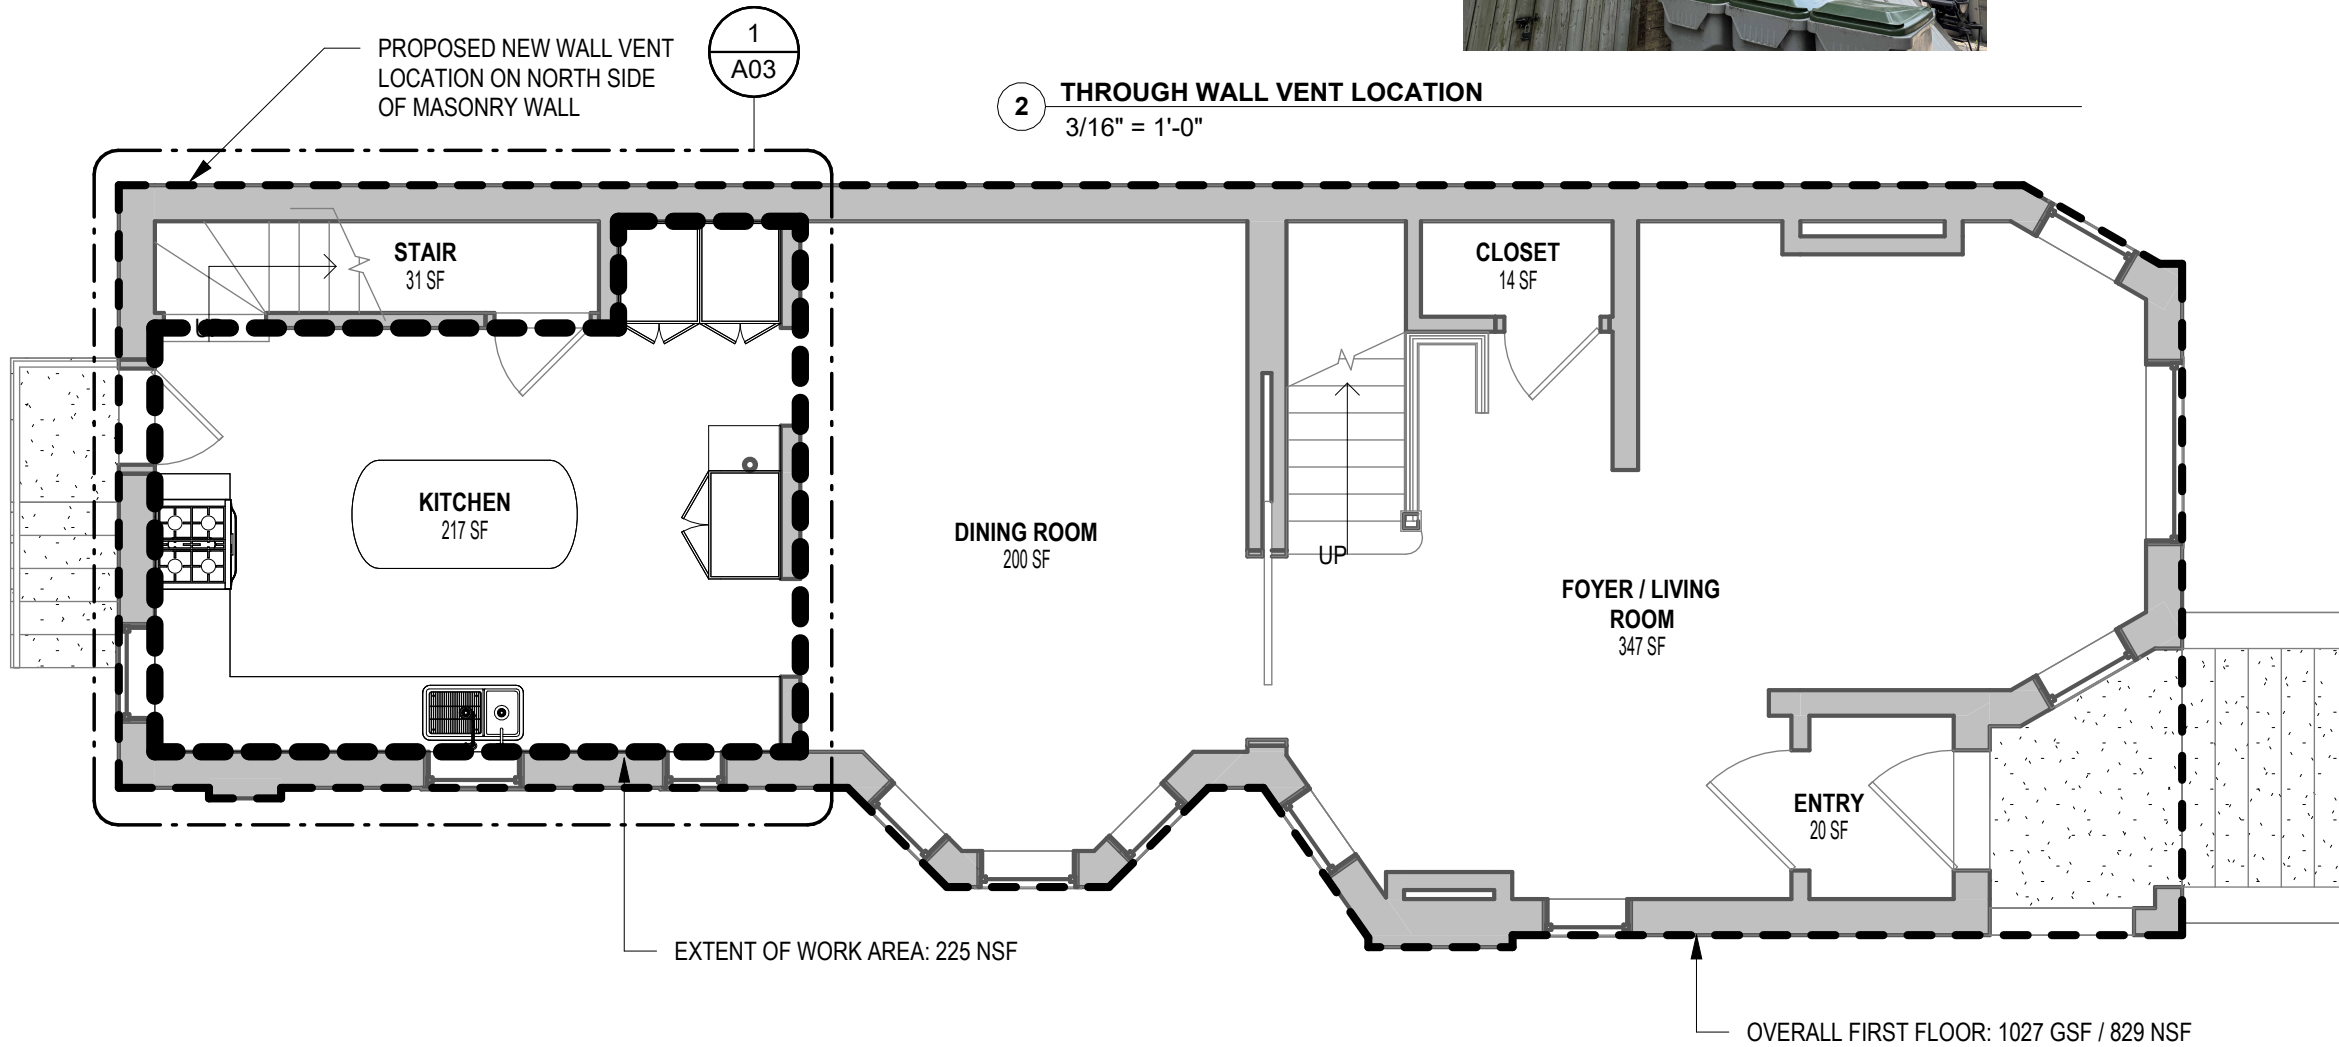 PROPOSED NEW WALL VENT
LOCATION ON NORTH SIDE
OF MASONRY WALL
1
A03
2
THROUGH WALL VENT LOCATION
3/16" = 1'-0"
STAIR
31 SF
CLOSET
14 SF
KITCHEN
217 SF
DINING ROOM
200 SF
UP
FOYER / LIVING
ROOM
347 SF
ENTRY
20 SF
EXTENT OF WORK AREA: 225 NSF
OVERALL FIRST FLOOR: 1027 GSF / 829 NSF